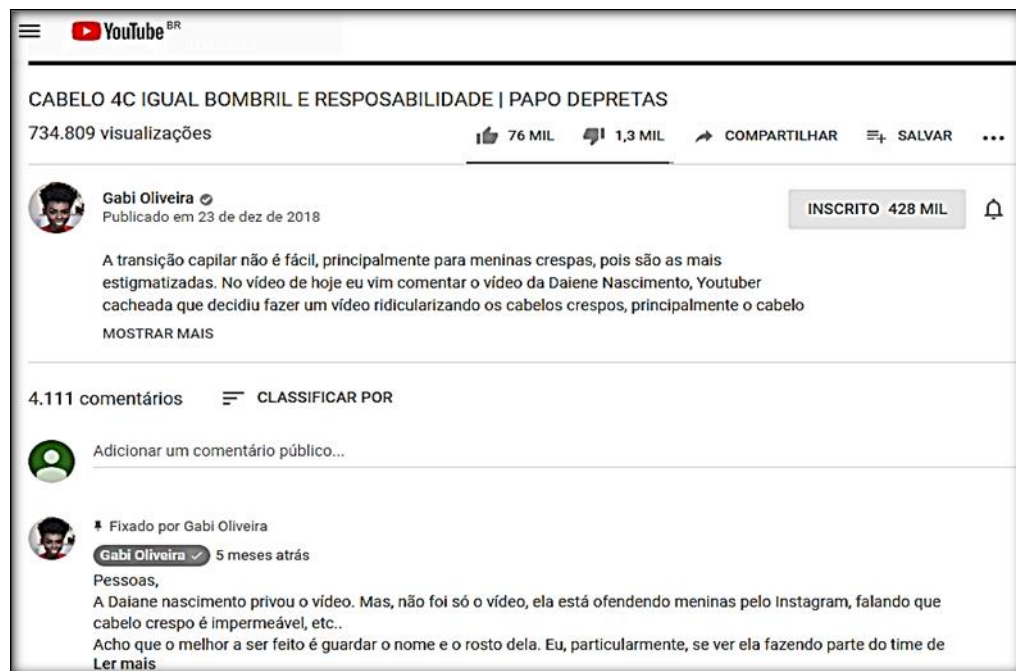 YouTube BR
CABELO 4C IGUAL BOMBRIL E RESPOSABILIDADE | PAPO DEPRETAS
734.809 visualizações 76 MIL 1,3 MIL COMPARTILHAR SALVAR
Gabi Oliveira
Publicado em 23 de dez de 2018
INSCRITO 428 MIL
A transição capilar não é fácil, principalmente para meninas crespas, pois são as mais
estigmatizadas. No vídeo de hoje eu vim comentar o vídeo da Daiene Nascimento, Youtuber
cacheada que decidiu fazer um vídeo ridicularizando os cabelos crespos, principalmente o cabelo
MOSTRAR MAIS
4.111 comentários CLASSIFICAR POR
Adicionar um comentário público...
Fixado por Gabi Oliveira
Gabi Oliveira 5 meses atrás
Pessoas,
A Daiane nascimento privou o vídeo. Mas, não foi só o vídeo, ela está ofendendo meninas pelo Instagram, falando que
cabelo crespo é impermeável, etc..
Acho que o melhor a ser feito é guardar o nome e o rosto dela. Eu, particularmente, se ver ela fazendo parte do time de
Ler mais